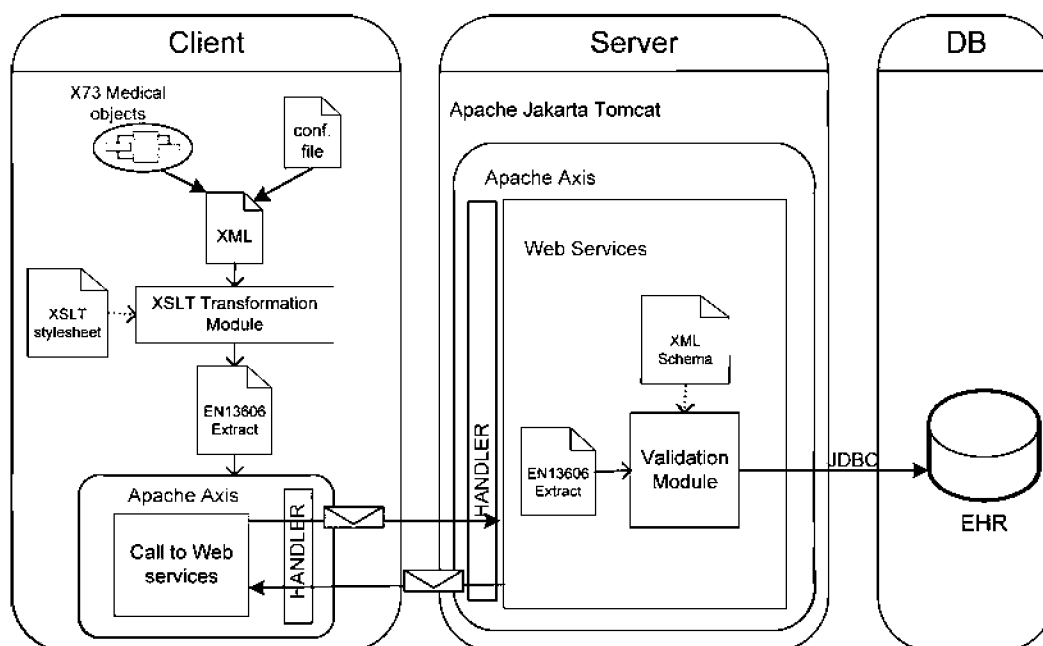 Client
X73 Medical
objects
conf.
file
XML
XSLT
stylesheet
XSLT Transformation
Module
EN13606
Extract
Apache Axis
Call to Web
services
HANDLER
Server
Apache Jakarta Tomcat
Apache Axis
HANDLER
Web Services
XML
Schema
EN13606
Extract
Validation
Module
JDBC
DB
EHR